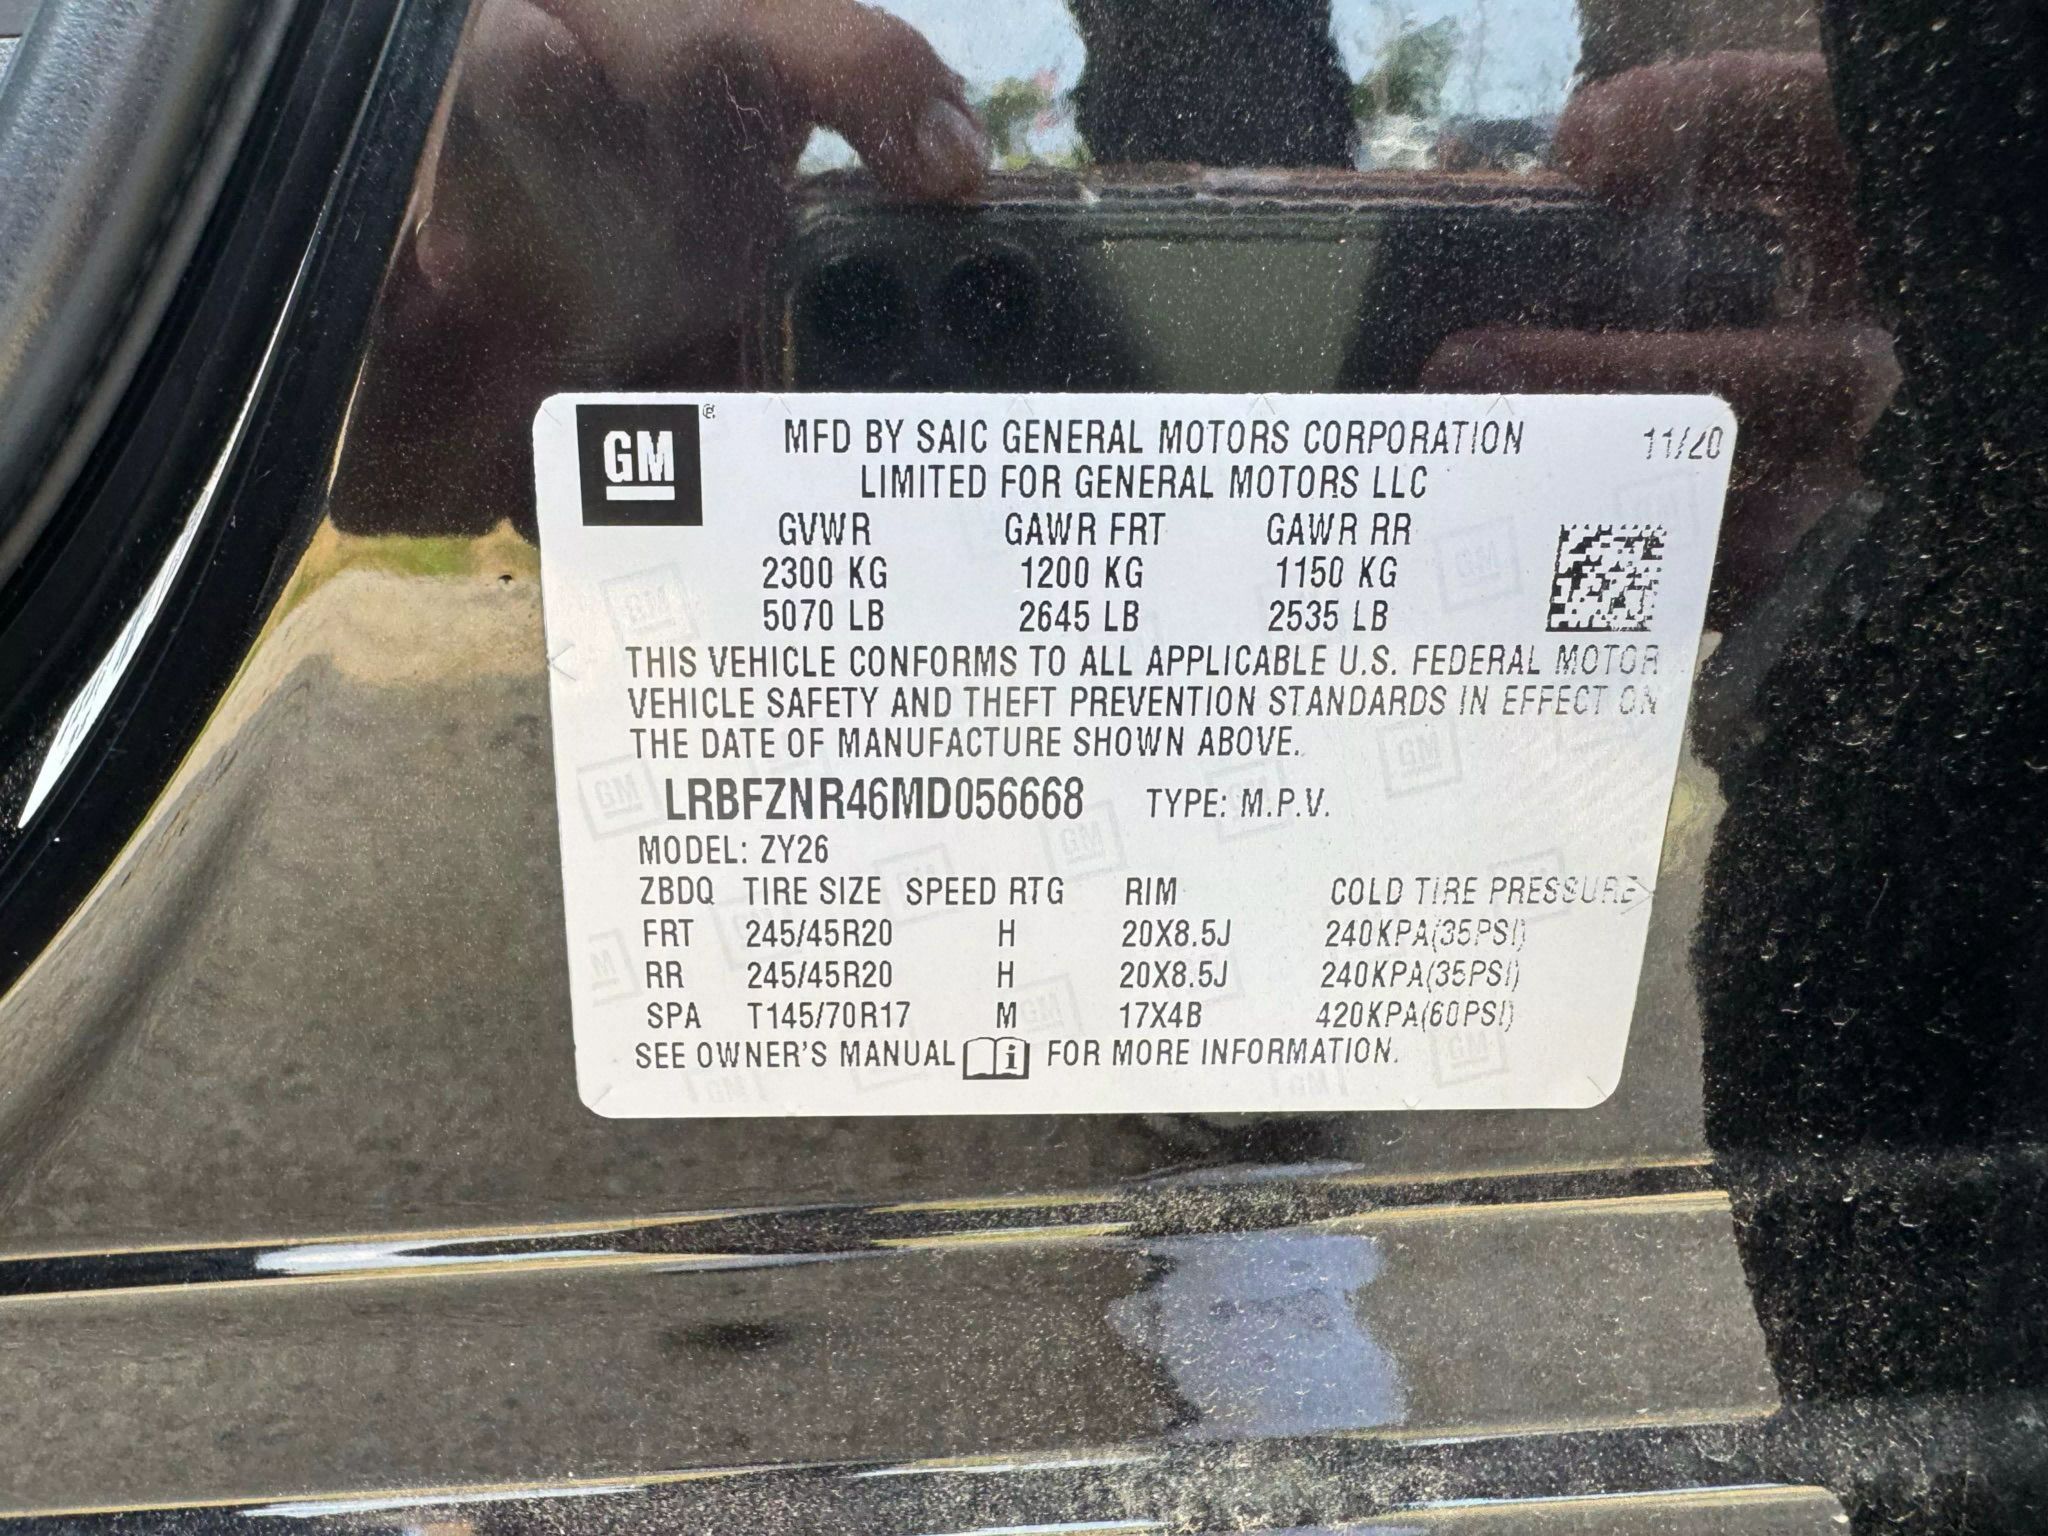 GM
MFD BY SAIC GENERAL MOTORS CORPORATION
LIMITED FOR GENERAL MOTORS LLC
11/20
GVWR GAWR FRT GAWR RR
2300 KG 1200 KG 1150 KG
5070 LB 2645 LB 2535 LB
THIS VEHICLE CONFORMS TO ALL APPLICABLE U.S. FEDERAL MOTOR
VEHICLE SAFETY AND THEFT PREVENTION STANDARDS IN EFFECT ON
THE DATE OF MANUFACTURE SHOWN ABOVE.
LRBFZNR46MD056668 TYPE: M.P.V.
MODEL: ZY26
ZBDQ TIRE SIZE SPEED RTG RIM COLD TIRE PRESSURE
FRT 245/45R20 H 20X8.5J 240KPA(35PSI)
RR 245/45R20 H 20X8.5J 240KPA(35PSI)
SPA T145/70R17 M 17X4B 420KPA(60PSI)
SEE OWNER'S MANUAL i FOR MORE INFORMATION.